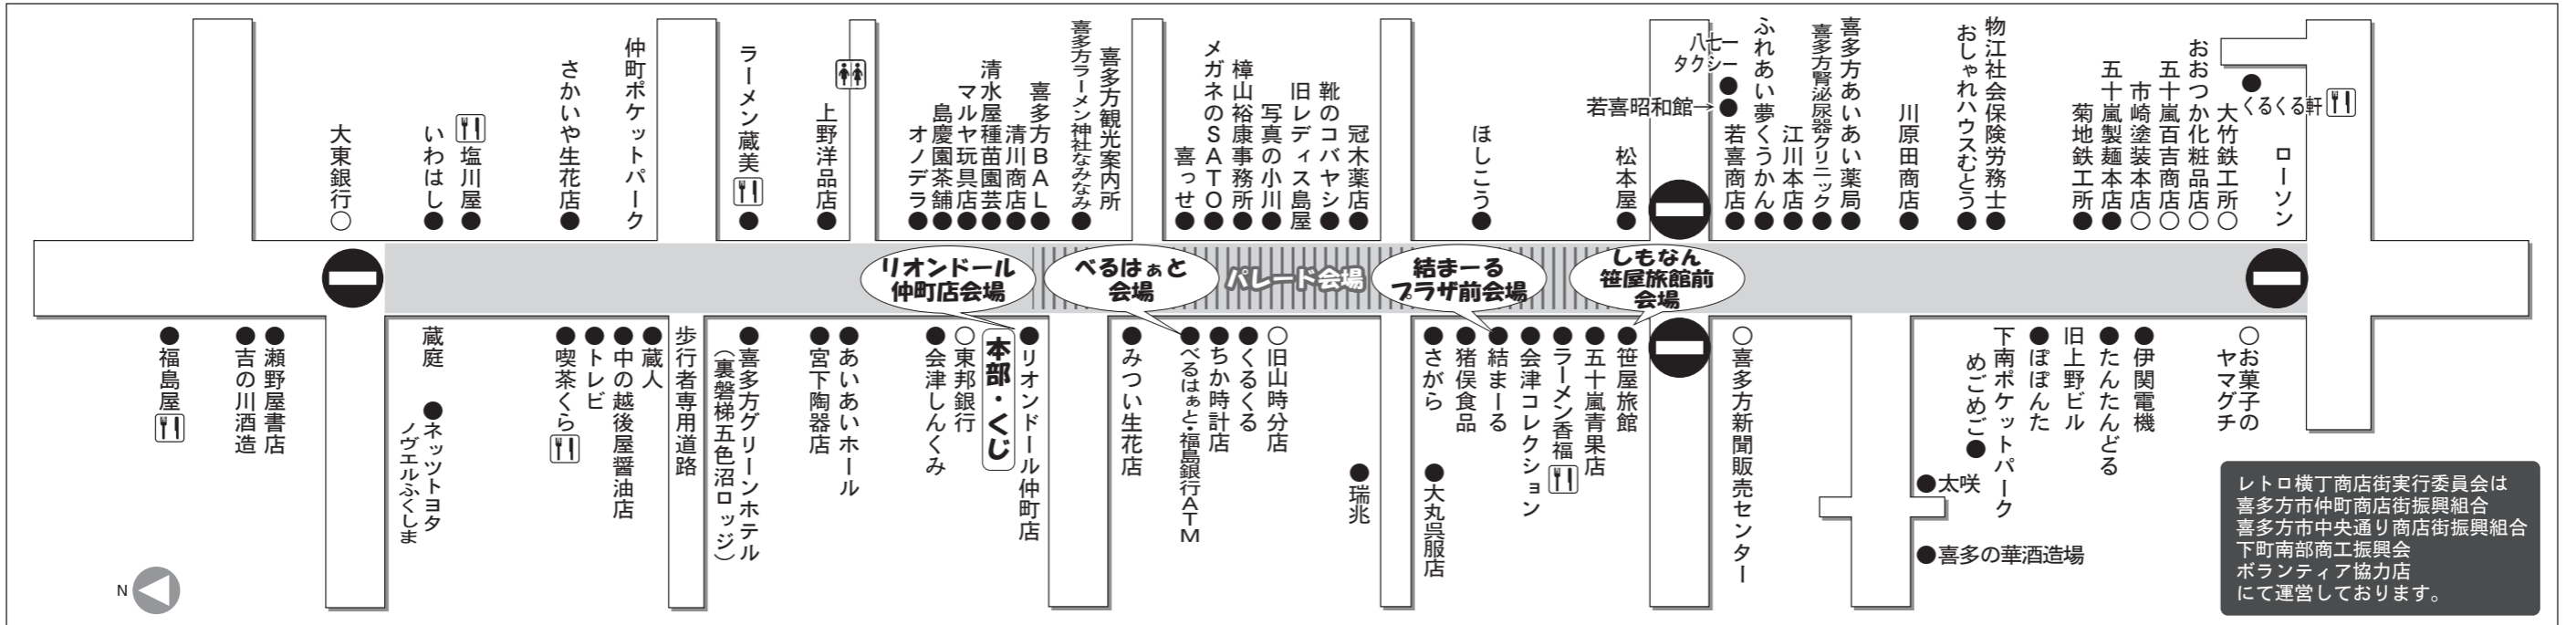 大東銀行○
いわはし●
塩川屋●
さかいや生花店●
仲町ポケットパーク
ラーメン蔵美
●
上野洋品店●
オノデラ●
島慶園茶舗●
マルヤ玩具店●
清水屋種苗園芸●
清川商店●
喜多方BAL●
喜多方ラーメン神社なみなみ●
喜多方観光案内所
喜っせ●
メガネのSATO●
樟山裕康事務所●
写真の小川●
旧レディス島屋
靴のコバヤシ●
冠木薬店●
ほしこう●
松本屋●
八七一
タクシー●
若喜昭和館→●
若喜商店●
ふれあい夢くうかん●
江川本店●
喜多方腎泌尿器クリニック●
喜多方あいあい薬局●
川原田商店●
おしゃれハウスむとう●
物江社会保険労務士●
菊地鉄工所●
五十嵐製麺本店●
市崎塗装本店○
五十嵐百吉商店○
おおつか化粧品店○
大竹鉄工所○
●くるくる軒
ローソン
リオンドール
仲町店会場
べるはぁと
会場
パレード会場
結まーる
プラザ前会場
しもなん
笹屋旅館前
会場
●福島屋
●吉の川酒造
●瀬野屋書店
蔵庭
●ネッツトヨタ
ノヴェルふくしま
●喫茶くら
●トレビ
●中の越後屋醤油店
●蔵人
歩行者専用道路
●喜多方グリーンホテル
（裏磐梯五色沼ロッジ）
●宮下陶器店
●あいあいホール
●会津しんくみ
○東邦銀行
本部・くじ
●リオンドール仲町店
●みつい生花店
●べるはぁと・福島銀行ATM
●ちか時計店
●くるくる
○旧山時分店
●瑞兆
●さがら
●大丸呉服店
●猪俣食品
●結まーる
●会津コレクション
●ラーメン香福
●五十嵐青果店
●笹屋旅館
○喜多方新聞販売センター
●太咲
●喜多の華酒造場
めごめご●
下南ポケットパーク
●ぽぽんた
旧上野ビル
●たんたんどる
●伊関電機
○お菓子の
ヤマグチ
N
レトロ横丁商店街実行委員会は
喜多方市仲町商店街振興組合
喜多方市中央通り商店街振興組合
下町南部商工振興会
ボランティア協力店
にて運営しております。